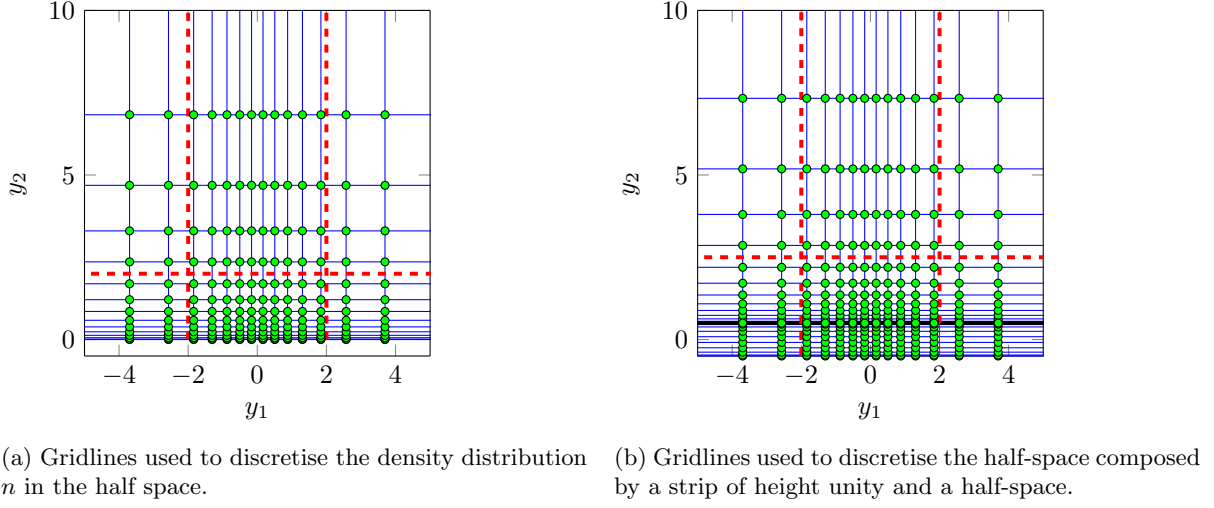 10
5
0
y₂
−4
−2
0
2
4
y₁
10
5
0
y₂
−4
−2
0
2
4
y₁
(a) Gridlines used to discretise the density distribution
n in the half space.
(b) Gridlines used to discretise the half-space composed
by a strip of height unity and a half-space.